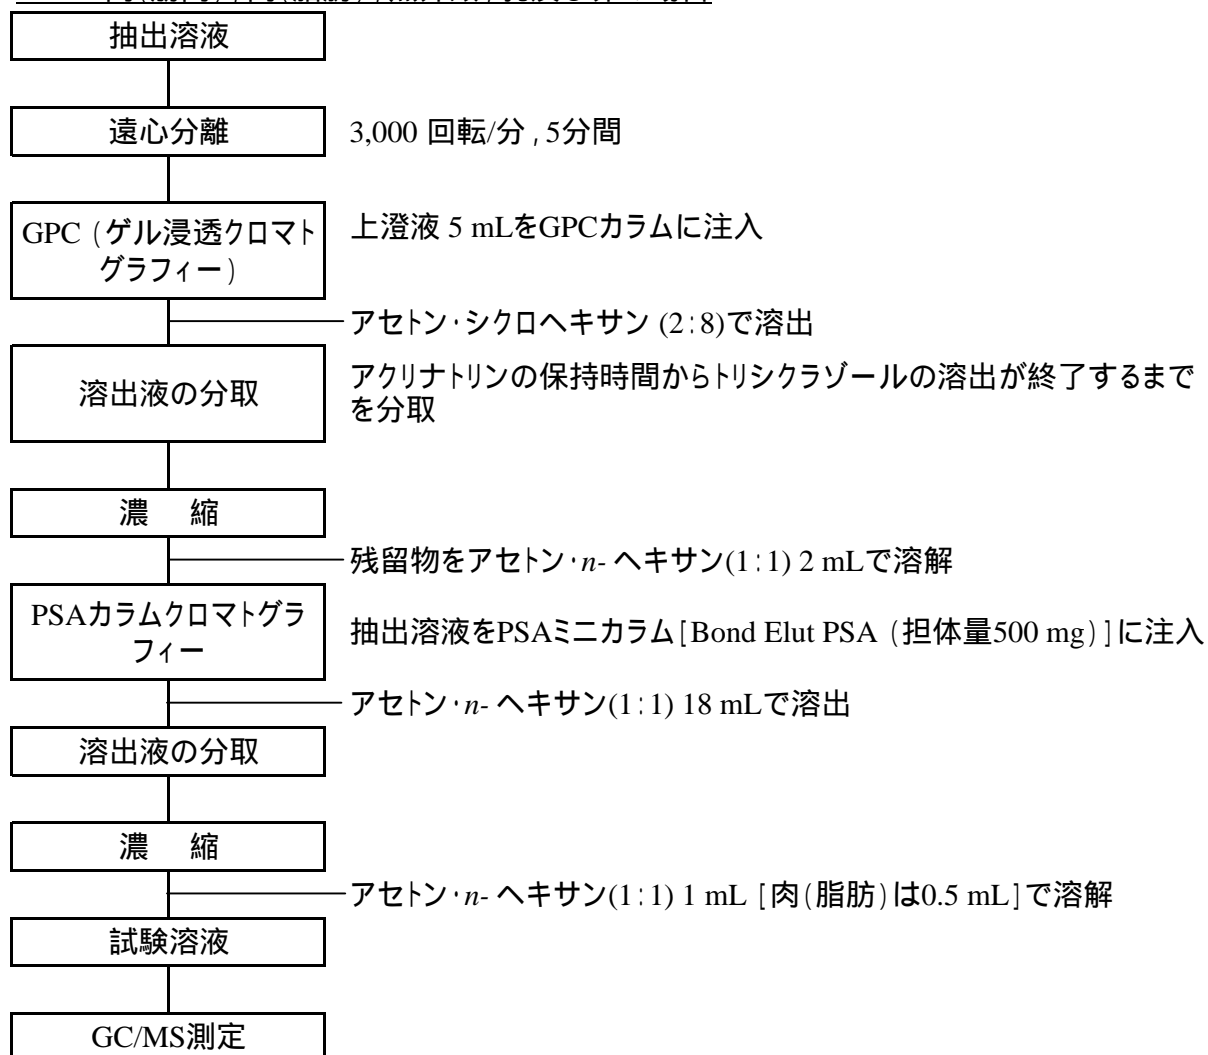 抽出溶液
遠心分離
3,000 回転/分 , 5分間
GPC (ゲル浸透クロマト
グラフィー)
上澄液 5 mLをGPCカラムに注入
アセトン・シクロヘキサン (2:8)で溶出
溶出液の分取
アクリナトリンの保持時間からトリシクラゾールの溶出が終了するまで
を分取
濃 縮
残留物をアセトン・n- ヘキサン(1:1) 2 mLで溶解
PSAカラムクロマトグラ
フィー
抽出溶液をPSAミニカラム[Bond Elut PSA (担体量500 mg)]に注入
アセトン・n- ヘキサン(1:1) 18 mLで溶出
溶出液の分取
濃 縮
アセトン・n- ヘキサン(1:1) 1 mL [肉(脂肪)は0.5 mL]で溶解
試験溶液
GC/MS測定